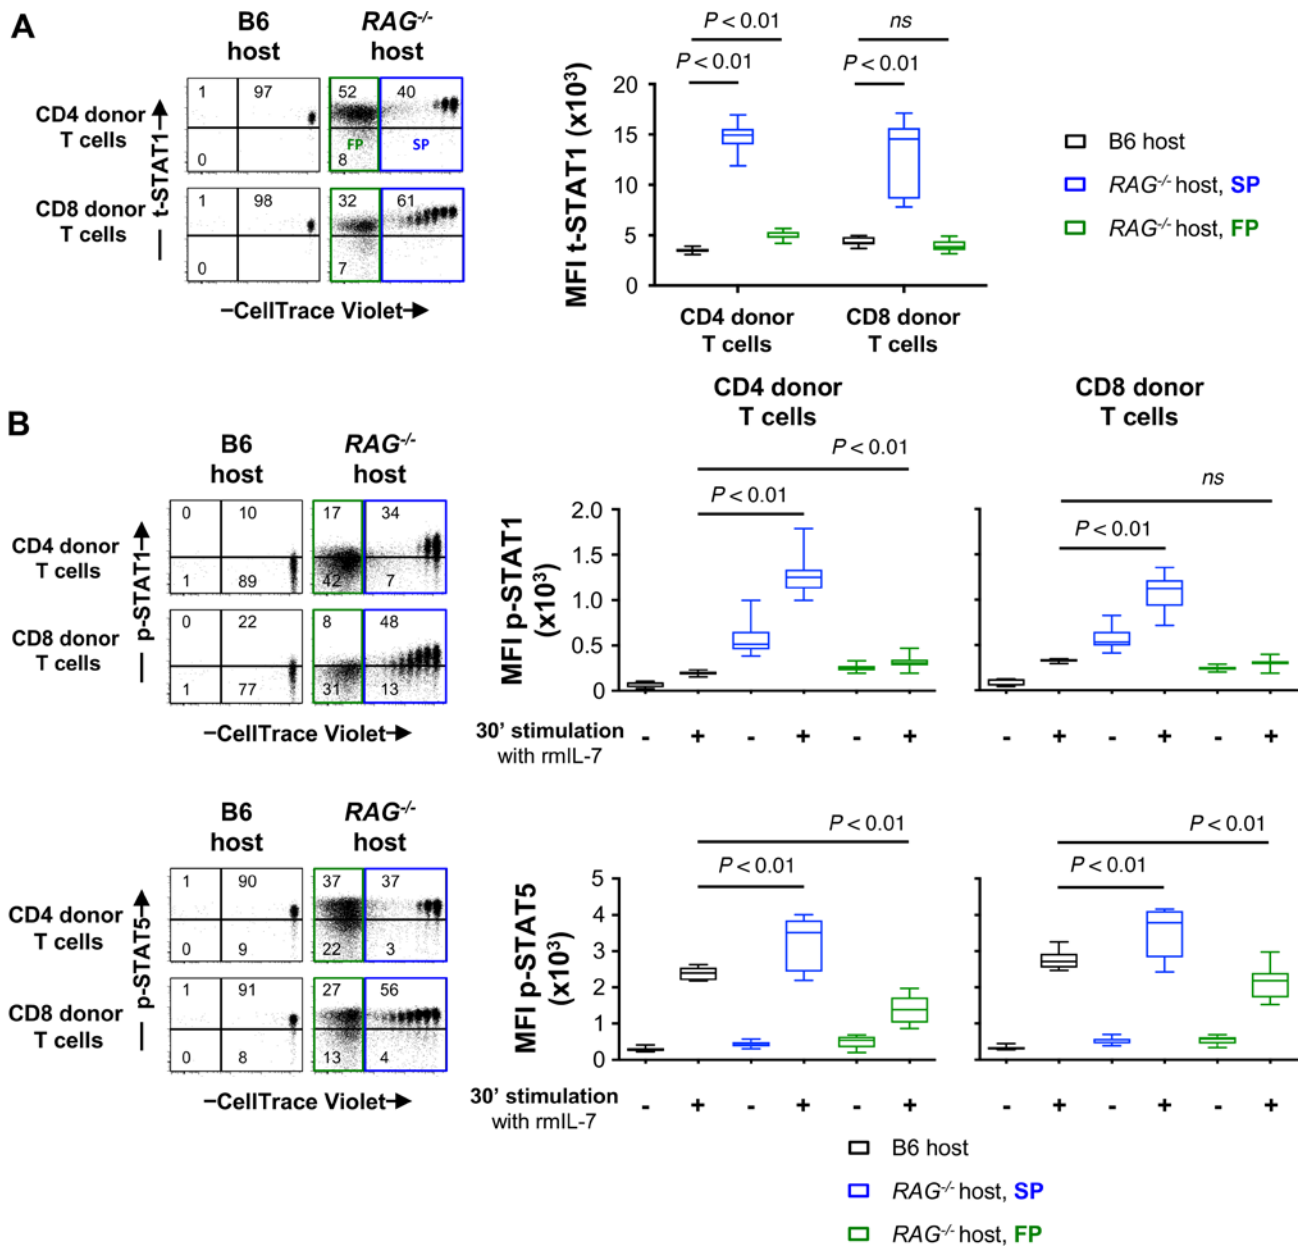 A
B6 host
RAG-/- host
CD4 donor T cells
1 97
0
52 40
FP SP
8
CD8 donor T cells
1 98
0
32 61
7
t-STAT1
CellTrace Violet
P < 0.01
ns
P < 0.01
P < 0.01
MFI t-STAT1 (x10³)
20
15
10
5
0
CD4 donor T cells
CD8 donor T cells
B6 host
RAG-/- host, SP
RAG-/- host, FP
B
B6 host
RAG-/- host
CD4 donor T cells
0 10
1 89
17 34
42 7
CD8 donor T cells
0 22
1 77
8 48
31 13
p-STAT1
CellTrace Violet
CD4 donor T cells
P < 0.01
P < 0.01
MFI p-STAT1 (x10³)
2.0
1.5
1.0
0.5
0
30’ stimulation with rmIL-7
- + - + - +
CD8 donor T cells
ns
P < 0.01
- + - + - +
B6 host
RAG-/- host
CD4 donor T cells
1 90
0 9
37 37
22 3
CD8 donor T cells
1 91
0 8
27 56
13 4
p-STAT5
CellTrace Violet
P < 0.01
P < 0.01
MFI p-STAT5 (x10³)
5
4
3
2
1
0
30’ stimulation with rmIL-7
- + - + - +
P < 0.01
P < 0.01
- + - + - +
B6 host
RAG-/- host, SP
RAG-/- host, FP